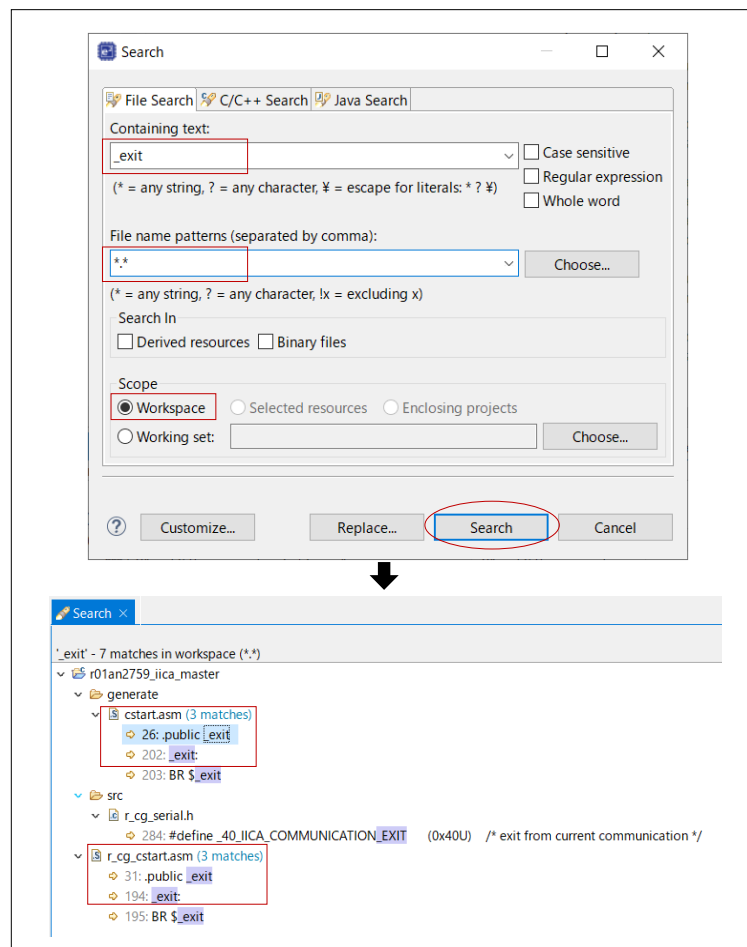 Search
File Search C/C++ Search Java Search
Containing text:
_exit
Case sensitive
(* = any string, ? = any character, ¥ = escape for literals: * ? ¥)
Regular expression
Whole word
File name patterns (separated by comma):
*.*
Choose...
(* = any string, ? = any character, !x = excluding x)
Search In
Derived resources Binary files
Scope
Workspace Selected resources Enclosing projects
Working set: Choose...
? Customize... Replace... Search Cancel
Search
'_exit' - 7 matches in workspace (*.*)
r01an2759_iica_master
generate
cstart.asm (3 matches)
26: .public _exit
202: _exit:
203: BR $_exit
src
r_cg_serial.h
284: #define _40_IICA_COMMUNICATION_EXIT (0x40U) /* exit from current communication */
r_cg_cstart.asm (3 matches)
31: .public _exit
194: _exit:
195: BR $_exit